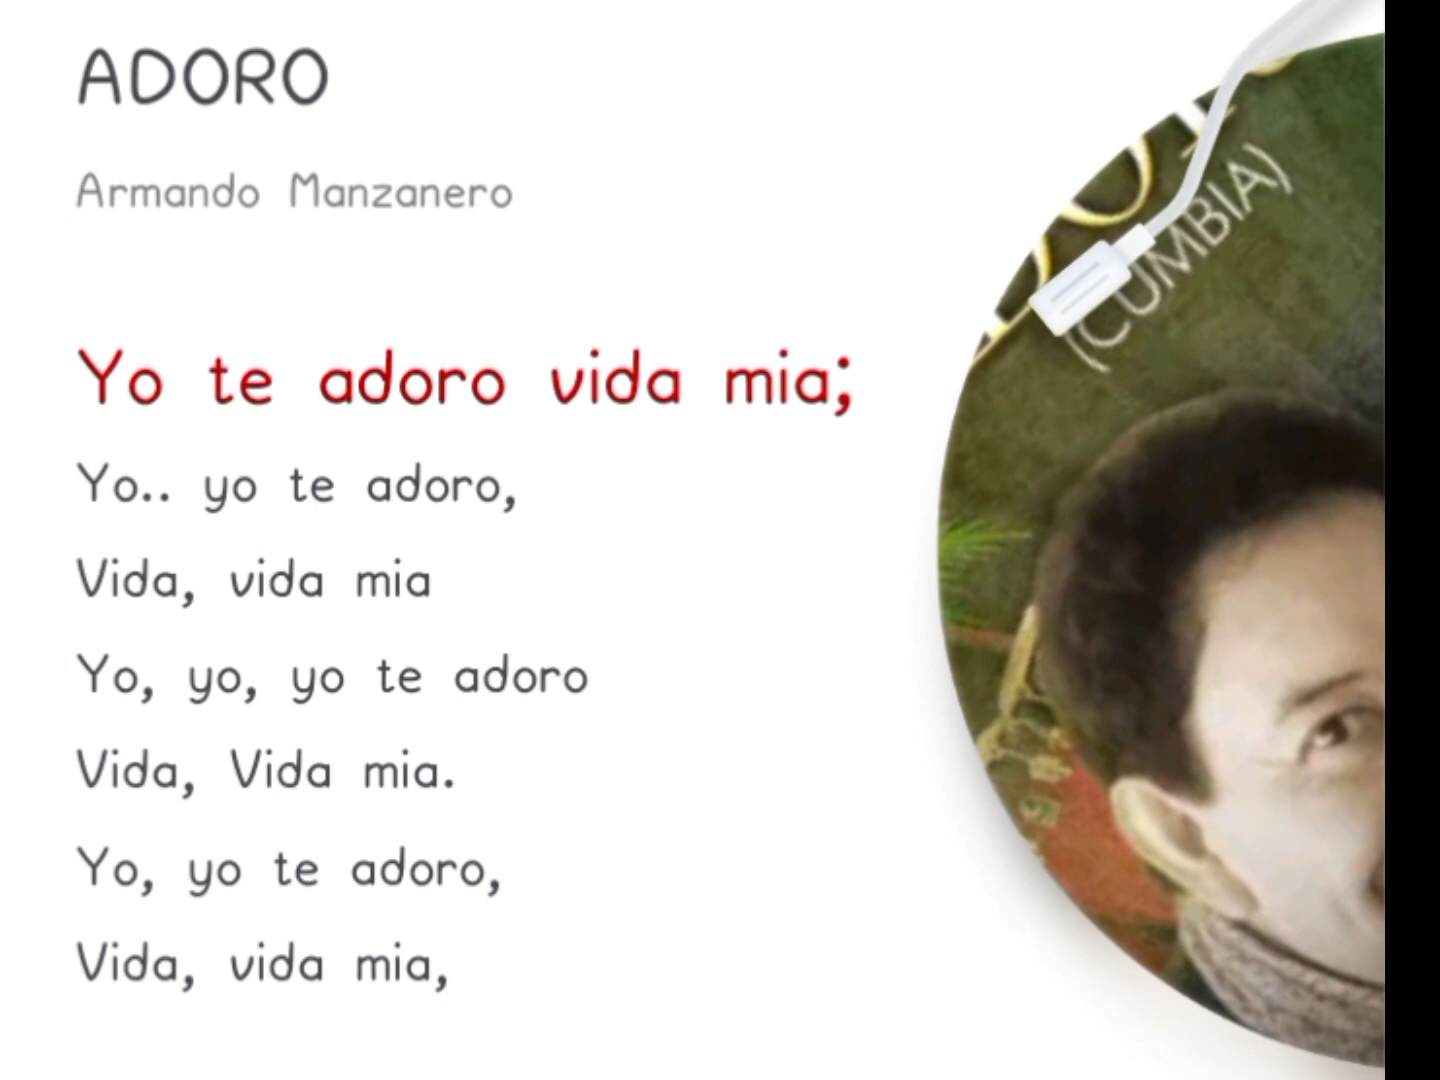 ADORO
Armando Manzanero
Yo te adoro vida mia;
Yo.. yo te adoro,
Vida, vida mia
Yo, yo, yo te adoro
Vida, Vida mia.
Yo, yo te adoro,
Vida, vida mia,
(CUMBIA)